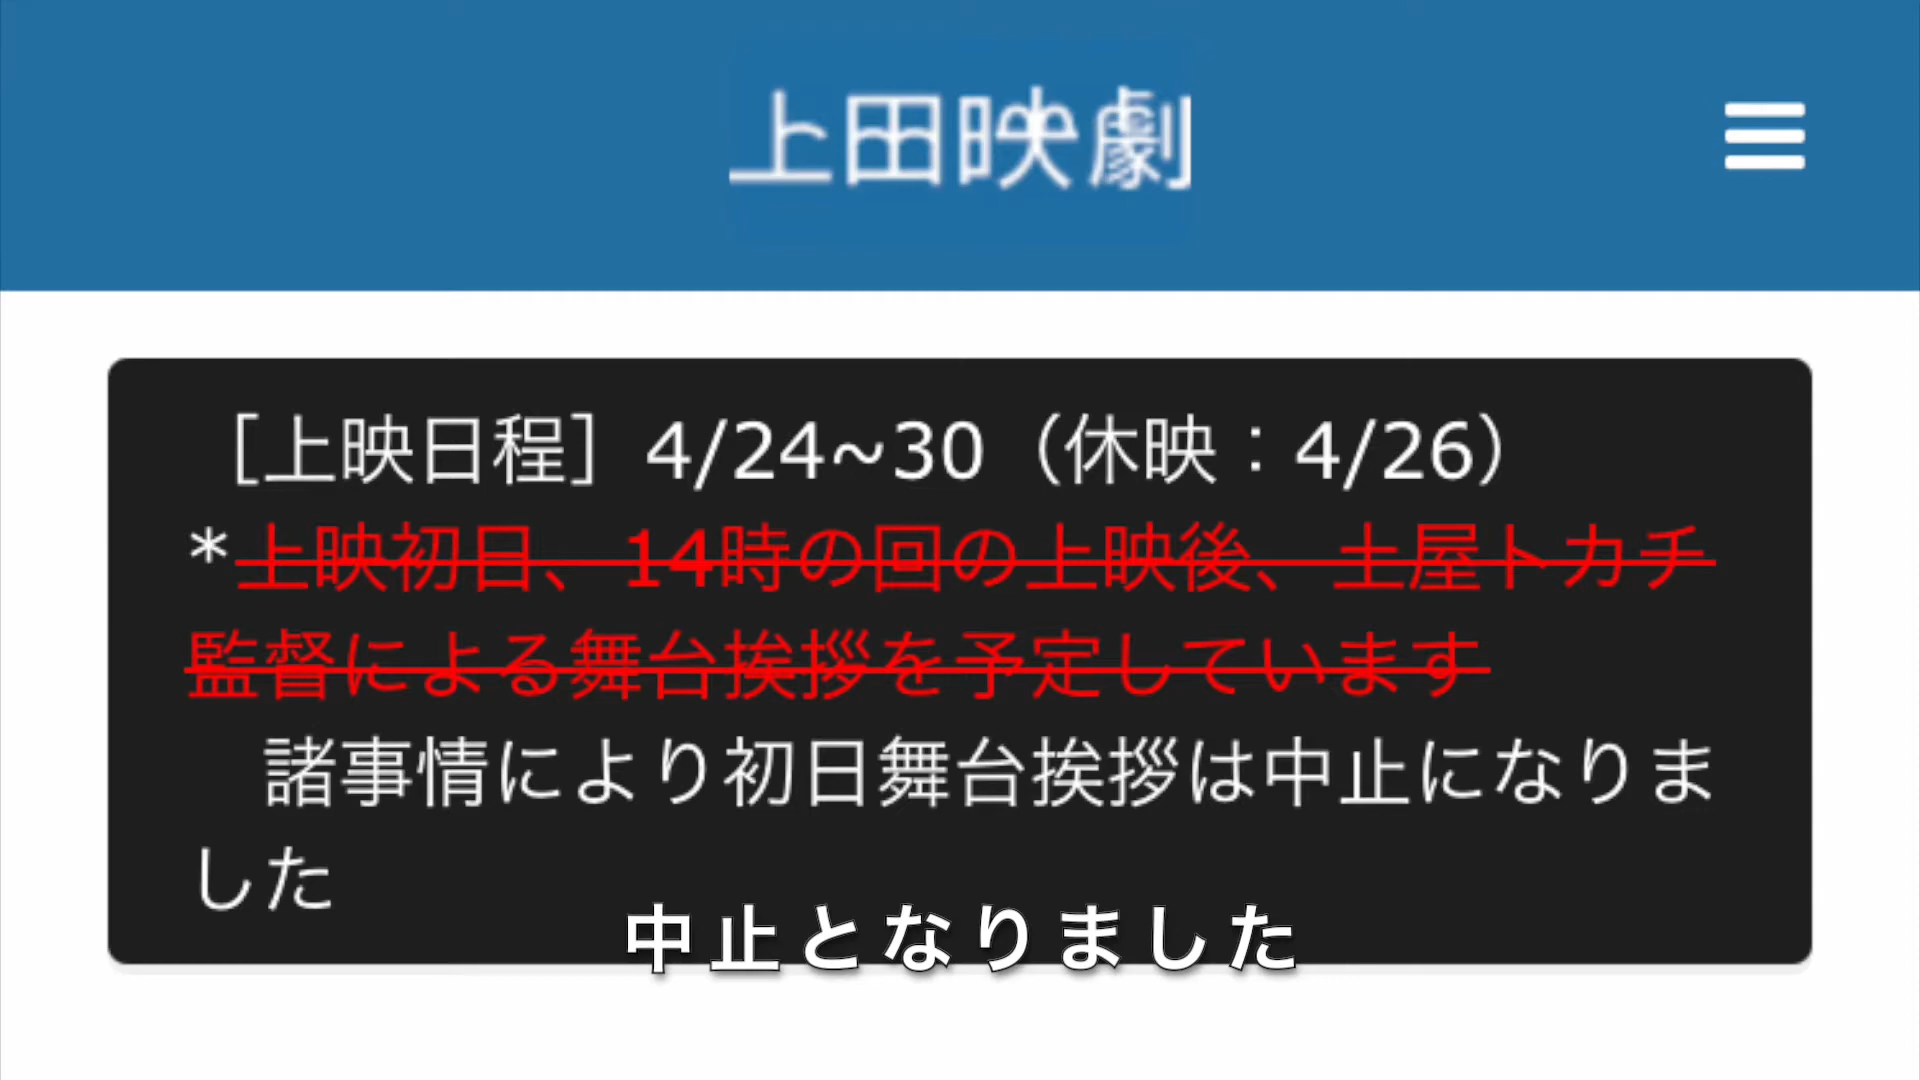 上田映劇
［上映日程］4/24~30（休映：4/26）
*上映初日、14時の回の上映後、土屋トカチ
監督による舞台挨拶を予定しています
諸事情により初日舞台挨拶は中止になりま
した
中止となりました